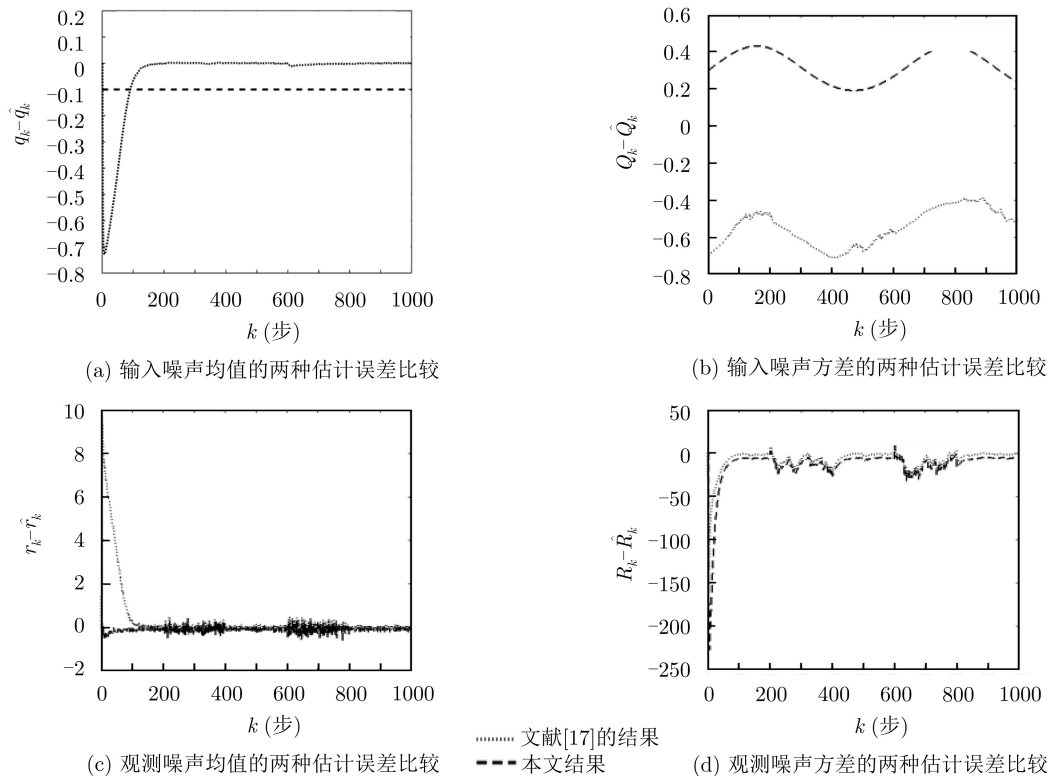 0.2
0.2
0
−0.1
−0.2
−0.3
−0.4
−0.5
−0.6
−0.7
−0.8
q_k−q̂_k
0 200 400 600 800 1000
k (步)
(a) 输入噪声均值的两种估计误差比较
0.6
0.4
0.2
0
−0.2
−0.4
−0.6
−0.8
Q_k−Q̂_k
0 200 400 600 800 1000
k (步)
(b) 输入噪声方差的两种估计误差比较
10
8
6
4
2
0
−2
r_k−r̂_k
0 200 400 600 800 1000
k (步)
(c) 观测噪声均值的两种估计误差比较
50
0
−50
−100
−150
−200
−250
R_k−R̂_k
0 200 400 600 800 1000
k (步)
(d) 观测噪声方差的两种估计误差比较
文献[17]的结果
本文结果